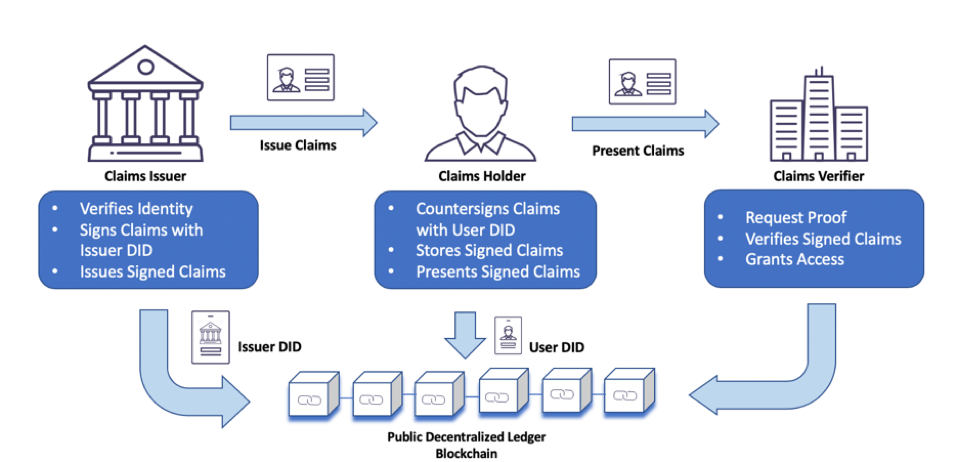 Issue Claims
Present Claims
Claims Issuer
Claims Holder
Claims Verifier
• Verifies Identity
• Signs Claims with
Issuer DID
• Issues Signed Claims
• Countersigns Claims
with User DID
• Stores Signed Claims
• Presents Signed Claims
• Request Proof
• Verifies Signed Claims
• Grants Access
Issuer DID
User DID
Public Decentralized Ledger
Blockchain